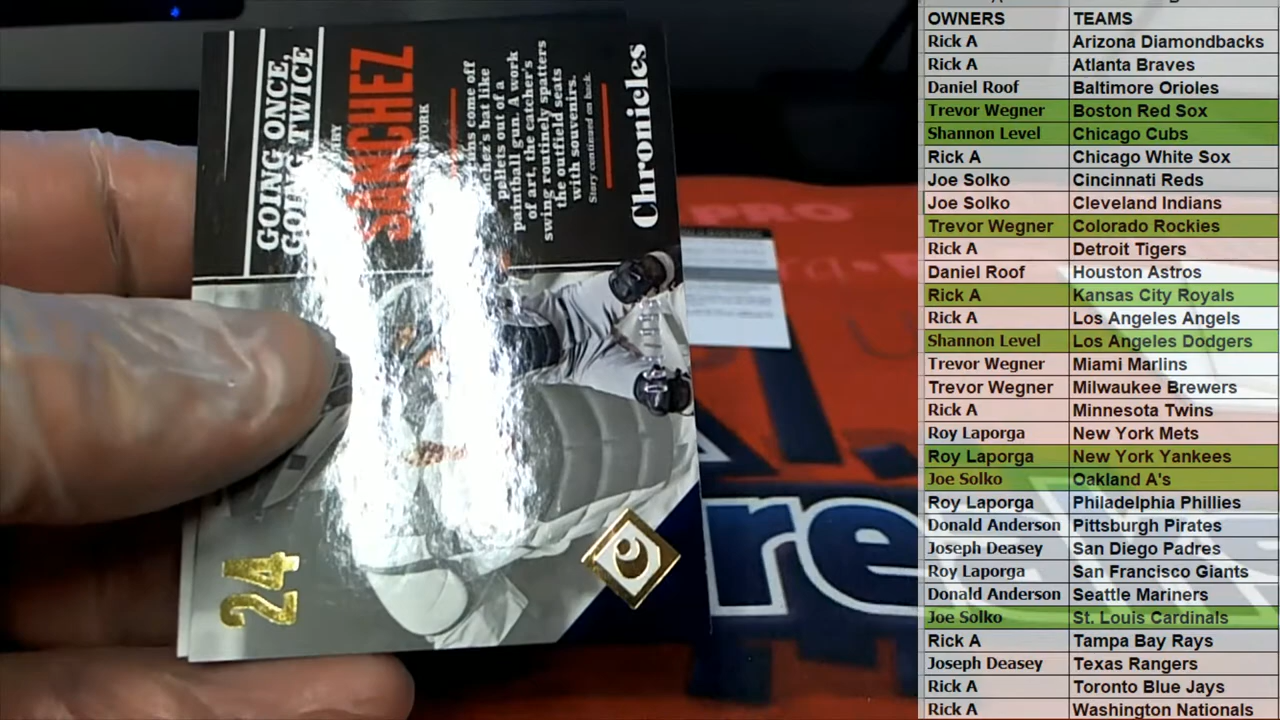 GOING ONCE,
GOING TWICE
SANCHEZ
YORK
come off
bat like
pellets out of a
paintball gun. A work
of art, the catcher's
swing routinely spatters
the outfield seats
with souvenirs.
Story continued on back.
Chronicles
24
PRO
re
OWNERS TEAMS
Rick A Arizona Diamondbacks
Rick A Atlanta Braves
Daniel Roof Baltimore Orioles
Trevor Wegner Boston Red Sox
Shannon Level Chicago Cubs
Rick A Chicago White Sox
Joe Solko Cincinnati Reds
Joe Solko Cleveland Indians
Trevor Wegner Colorado Rockies
Rick A Detroit Tigers
Daniel Roof Houston Astros
Rick A Kansas City Royals
Rick A Los Angeles Angels
Shannon Level Los Angeles Dodgers
Trevor Wegner Miami Marlins
Trevor Wegner Milwaukee Brewers
Rick A Minnesota Twins
Roy Laporga New York Mets
Roy Laporga New York Yankees
Joe Solko Oakland A's
Roy Laporga Philadelphia Phillies
Donald Anderson Pittsburgh Pirates
Joseph Deasey San Diego Padres
Roy Laporga San Francisco Giants
Donald Anderson Seattle Mariners
Joe Solko St. Louis Cardinals
Rick A Tampa Bay Rays
Joseph Deasey Texas Rangers
Rick A Toronto Blue Jays
Rick A Washington Nationals